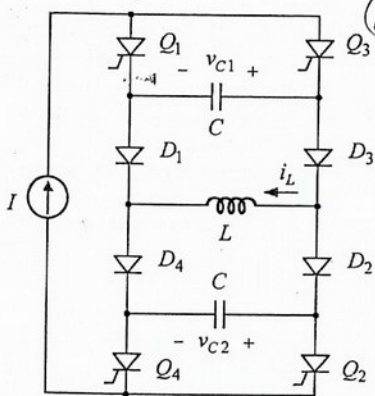 Q1 Q3
- vC1 +
C
D1 D3
iL
I
L
D4 C D2
- vC2 +
Q4 Q2